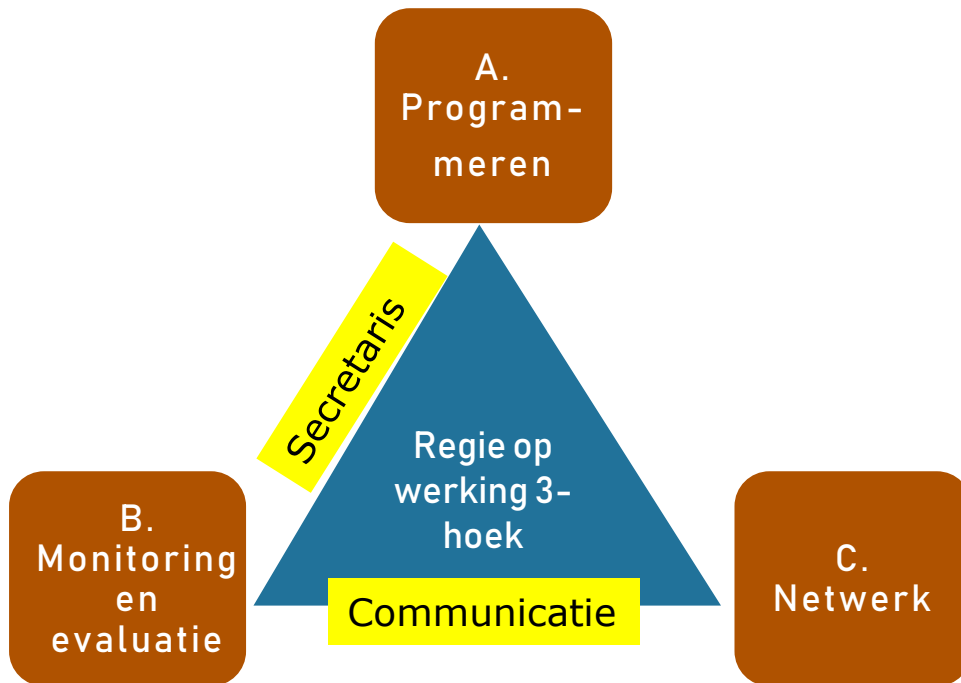 A.
Program-
meren
Secretaris
Regie op
werking 3-
hoek
B.
Monitoring
en
evaluatie
Communicatie
C.
Netwerk